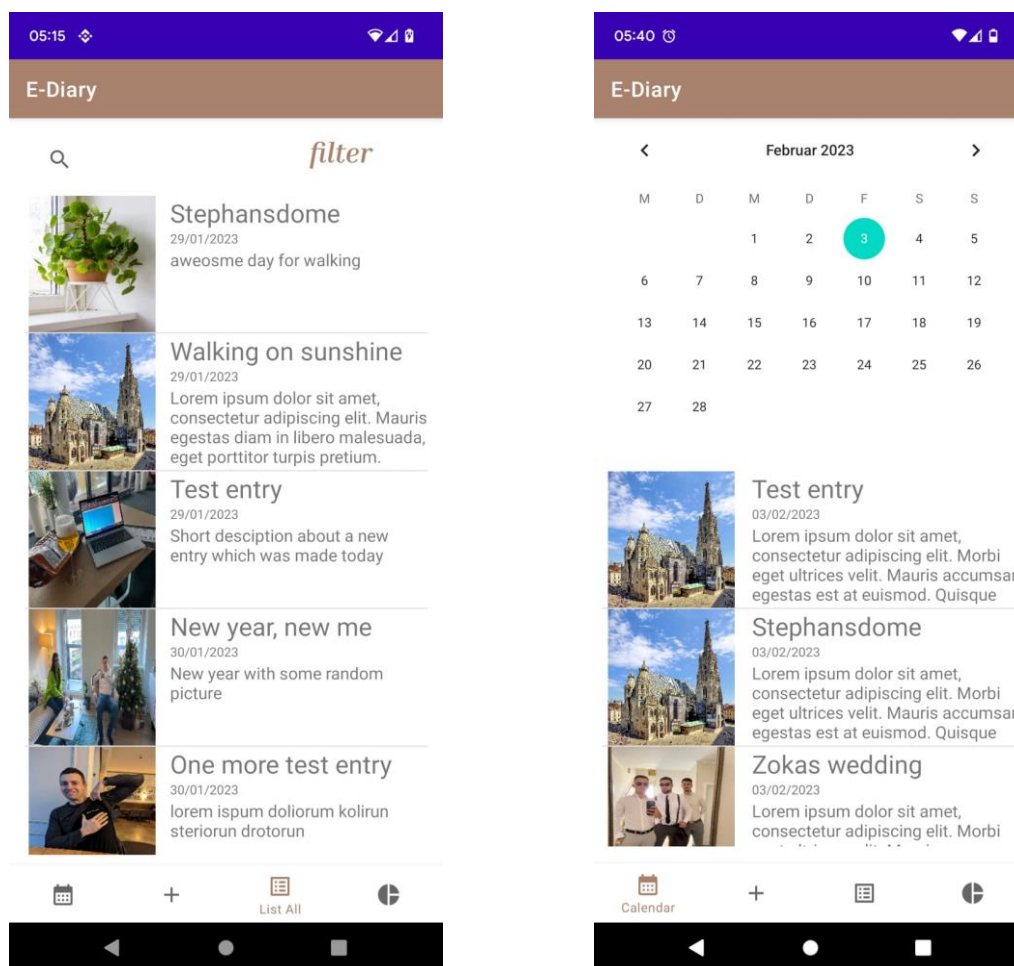 05:15
E-Diary
filter
Stephansdome
29/01/2023
aweosme day for walking
Walking on sunshine
29/01/2023
Lorem ipsum dolor sit amet,
consectetur adipiscing elit. Mauris
egestas diam in libero malesuada,
eget porttitor turpis pretium.
Test entry
29/01/2023
Short desciption about a new
entry which was made today
New year, new me
30/01/2023
New year with some random
picture
One more test entry
30/01/2023
lorem ispum doliorum kolirun
steriorun drotorun
List All
05:40
E-Diary
Februar 2023
M D M D F S S
1 2 3 4 5
6 7 8 9 10 11 12
13 14 15 16 17 18 19
20 21 22 23 24 25 26
27 28
Test entry
03/02/2023
Lorem ipsum dolor sit amet,
consectetur adipiscing elit. Morbi
eget ultrices velit. Mauris accumsan
egestas est at euismod. Quisque
Stephansdome
03/02/2023
Lorem ipsum dolor sit amet,
consectetur adipiscing elit. Morbi
eget ultrices velit. Mauris accumsan
egestas est at euismod. Quisque
Zokas wedding
03/02/2023
Lorem ipsum dolor sit amet,
consectetur adipiscing elit. Morbi
Calendar